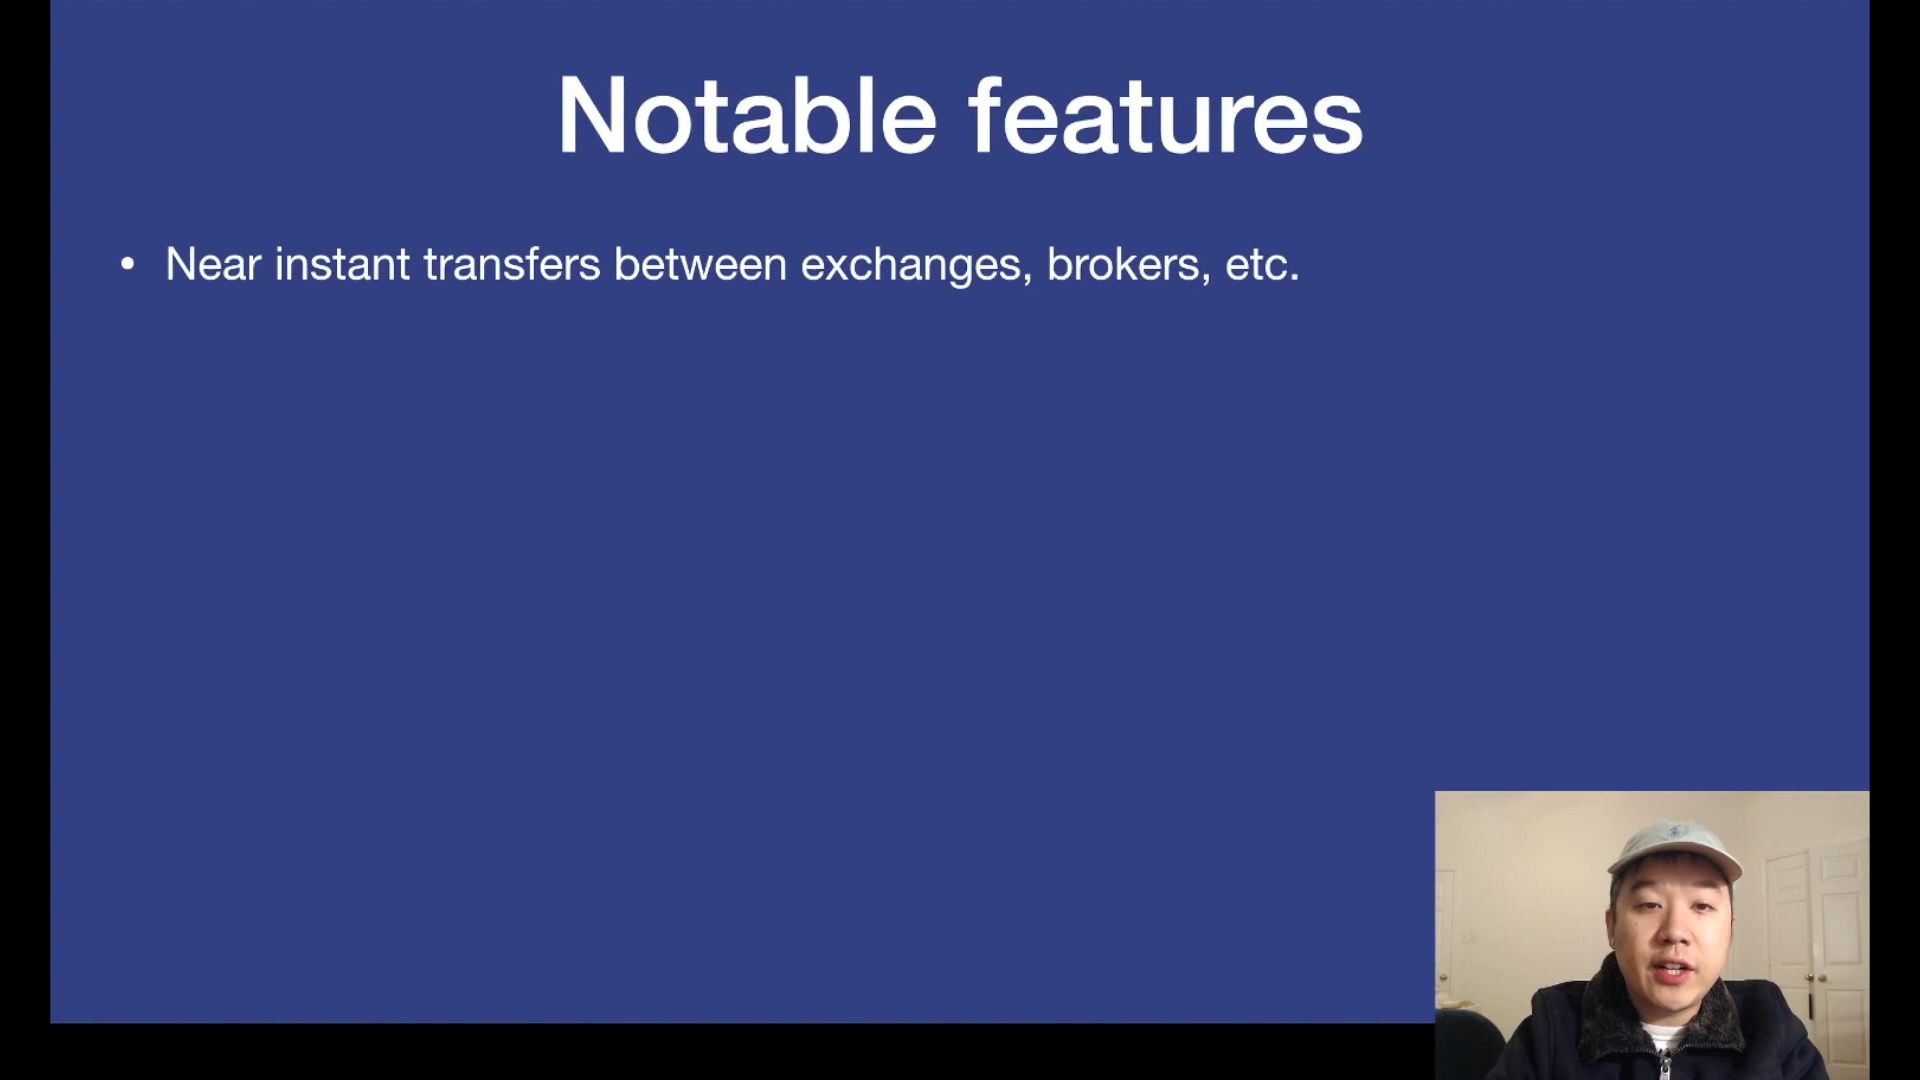 Notable features
• Near instant transfers between exchanges, brokers, etc.